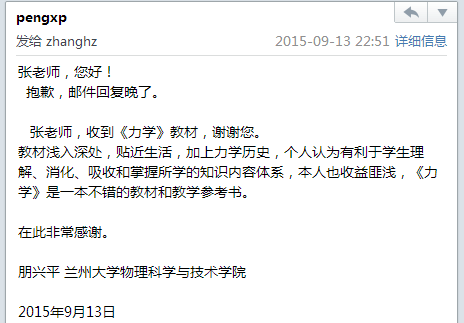 pengxp
发给 zhanghz 2015-09-13 22:51 详细信息
张老师，您好！
抱歉，邮件回复晚了。
张老师，收到《力学》教材，谢谢您。
教材浅入深处，贴近生活，加上力学历史，个人认为有利于学生理
解、消化、吸收和掌握所学的知识内容体系，本人也收益匪浅，《力
学》是一本不错的教材和教学参考书。
在此非常感谢。
朋兴平 兰州大学物理科学与技术学院
2015年9月13日